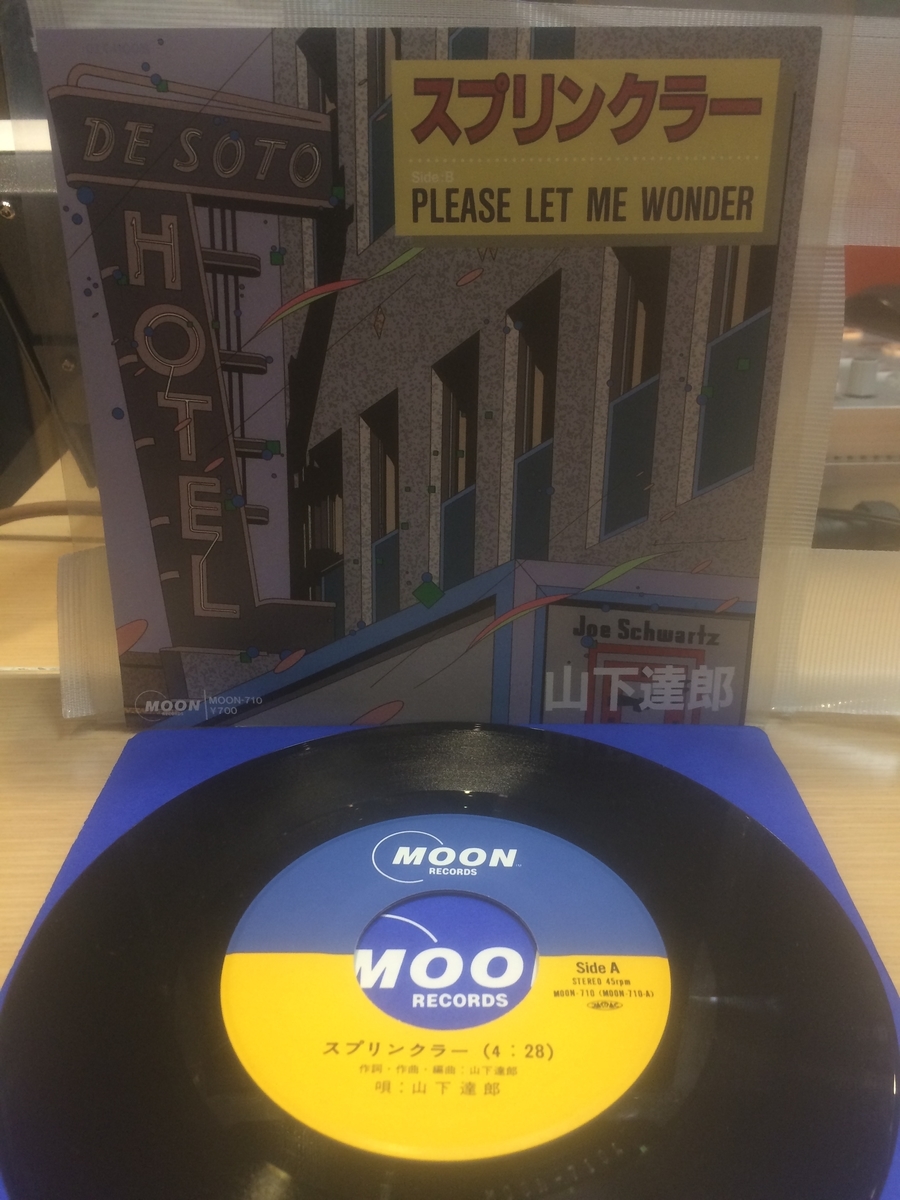 スプリンクラー
Side:B
PLEASE LET ME WONDER
DE SOTO
HOTEL
Joe Schwartz
山下達郎
MOON
RECORDS
MOON-710
¥700
MOON
RECORDS
MOO
RECORDS
Side A
STEREO 45rpm
MOON-710 (MOON-710-A)
スプリンクラー (4：28)
作詞・作曲・編曲：山下達郎
唄：山下達郎